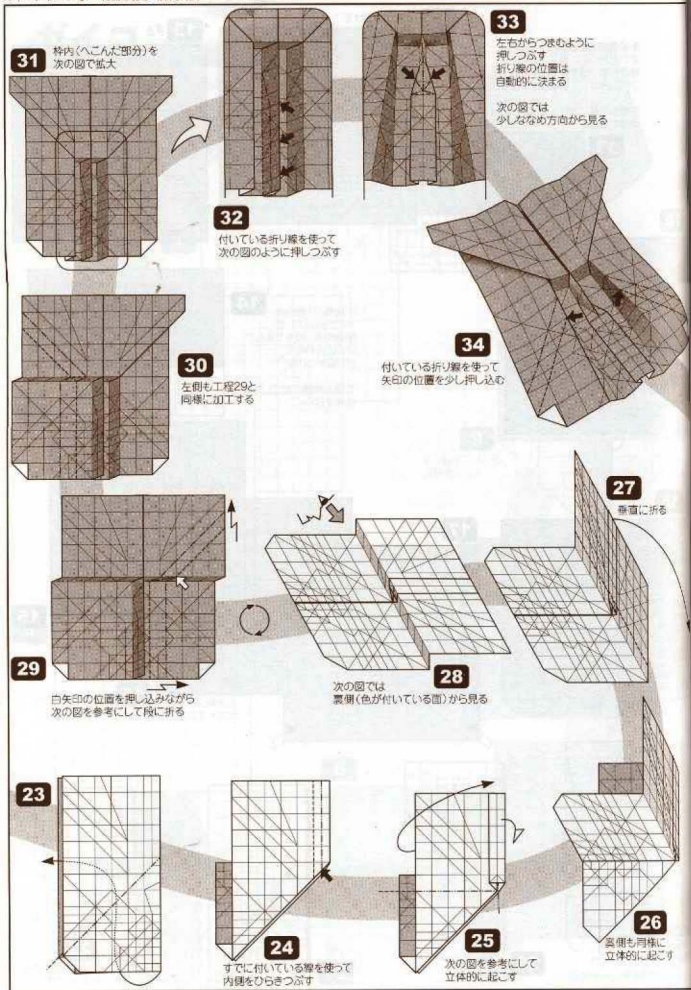 31
枠内（へこんだ部分）を
次の図で拡大
32
付いている折り線を使って
次の図のように押しつぶす
33
左右からつまむように
押しつぶす
折り線の位置は
自動的に決まる
次の図では
少しななめ方向から見る
34
付いている折り線を使って
矢印の位置を少し押し込む
30
左側も工程29と
同様に加工する
29
白矢印の位置を押し込みながら
次の図を参考にして段に折る
28
次の図では
裏側（色が付いている面）から見る
27
垂直に折る
23
24
すでに付いている線を使って
内側をひらきつぶす
25
次の図を参考にして
立体的に起こす
26
裏側も同様に
立体的に起こす